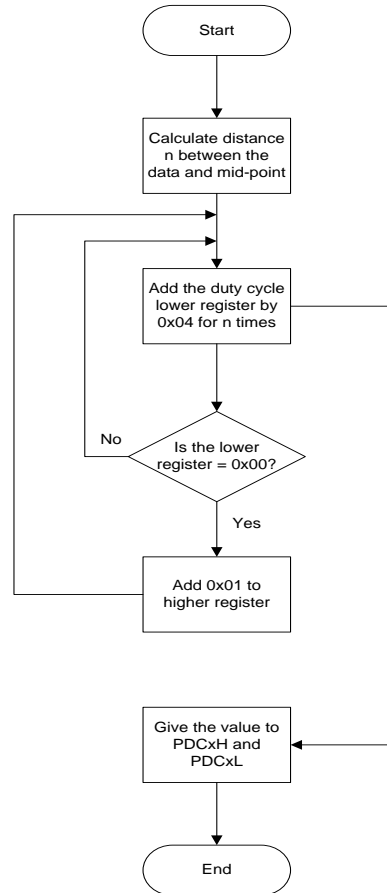 Start
Calculate distance
n between the
data and mid-point
Add the duty cycle
lower register by
0x04 for n times
No
Is the lower
register = 0x00?
Yes
Add 0x01 to
higher register
Give the value to
PDCxH and
PDCxL
End